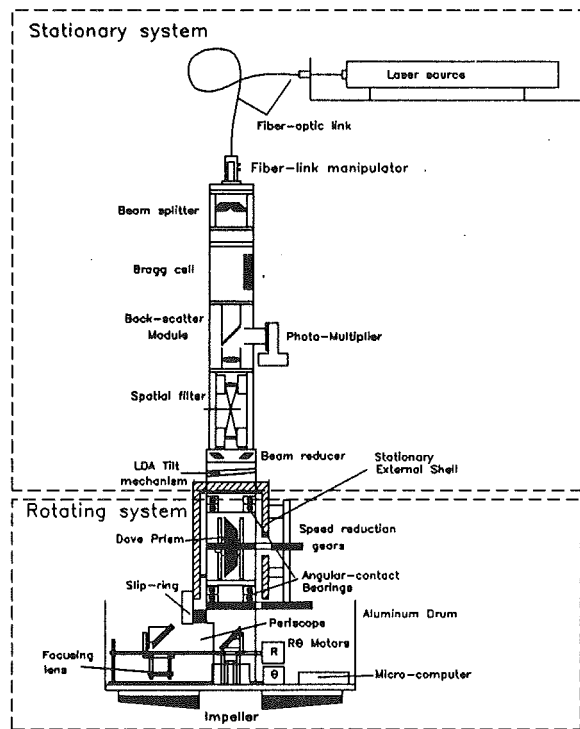 Stationary system
Laser source
Fiber-optic link
Fiber-link manipulator
Beam splitter
Bragg cell
Back-scatter
Module
Photo-Multiplier
Spatial filter
Beam reducer
LDA Tilt
mechanism
Stationary
External Shell
Rotating system
Speed reduction
gears
Dove Prism
Angular-contact
Bearings
Slip-ring
Periscope
Aluminum Drum
Rθ Motors
R
Focusing
lens
θ
Micro-computer
Impeller